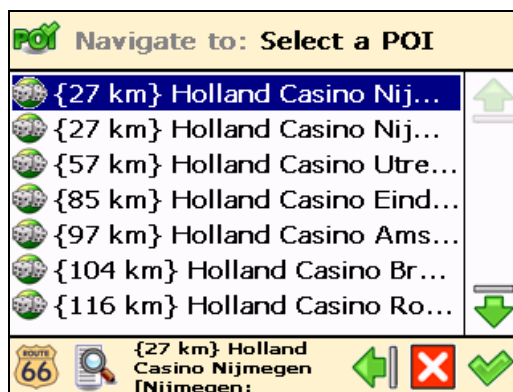 POI Navigate to: Select a POI
{27 km} Holland Casino Nij...
{27 km} Holland Casino Nij...
{57 km} Holland Casino Utre...
{85 km} Holland Casino Eind...
{97 km} Holland Casino Ams...
{104 km} Holland Casino Br...
{116 km} Holland Casino Ro...
ROUTE
66
{27 km} Holland
Casino Nijmegen
[Nijmegen: